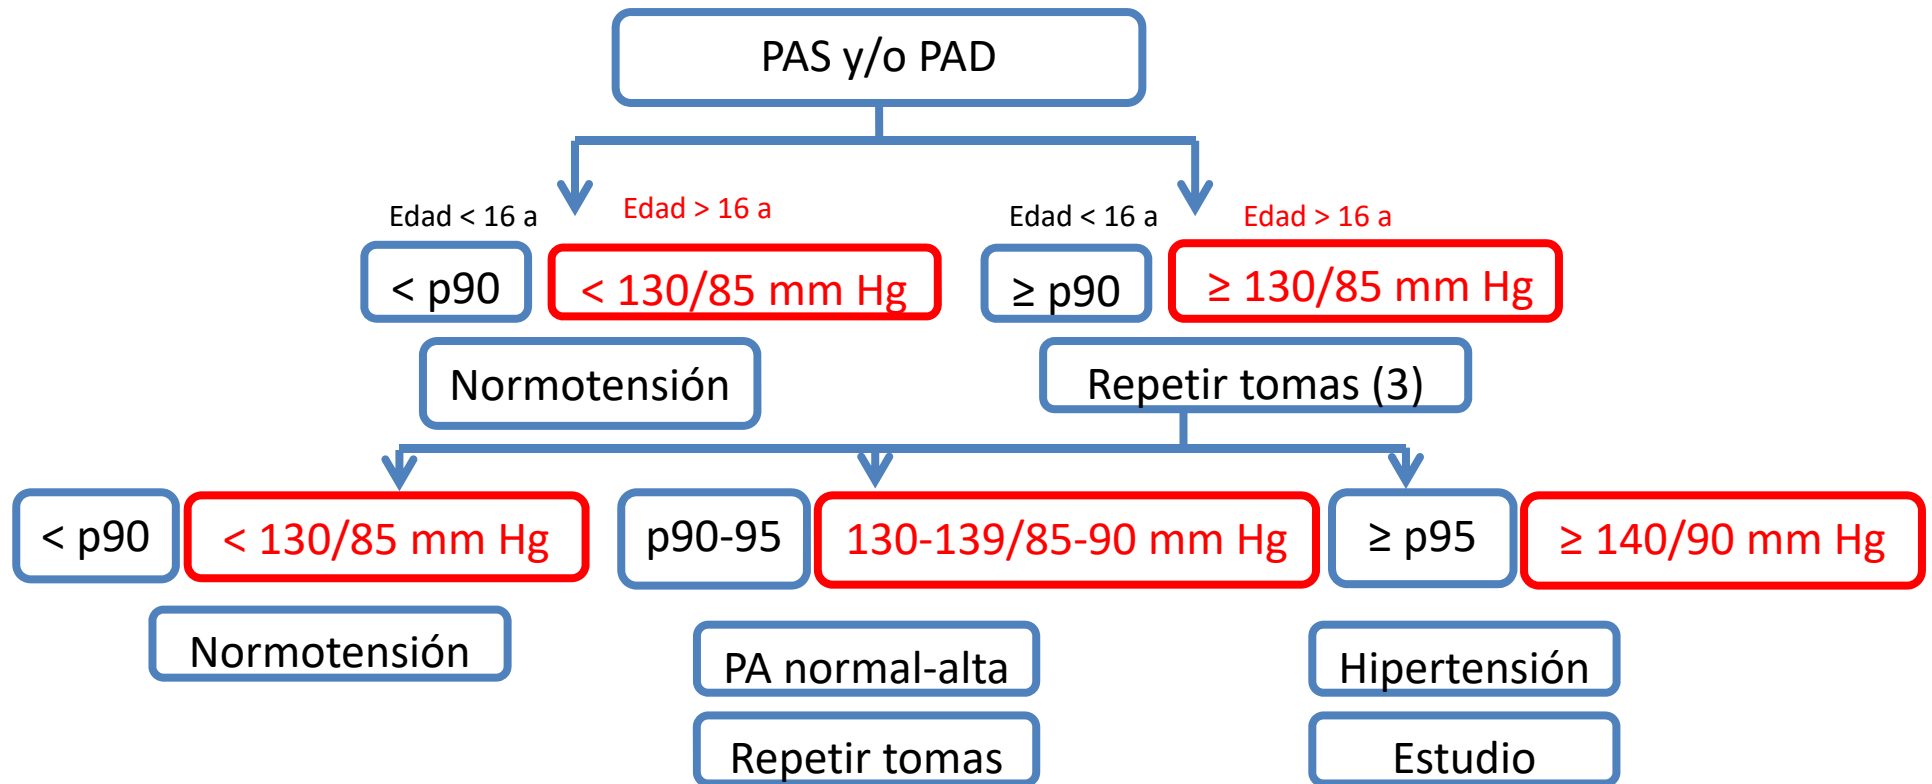 PAS y/o PAD
Edad < 16 a
Edad > 16 a
Edad < 16 a
Edad > 16 a
< p90
< 130/85 mm Hg
≥ p90
≥ 130/85 mm Hg
Normotensión
Repetir tomas (3)
< p90
< 130/85 mm Hg
p90-95
130-139/85-90 mm Hg
≥ p95
≥ 140/90 mm Hg
Normotensión
PA normal-alta
Hipertensión
Repetir tomas
Estudio